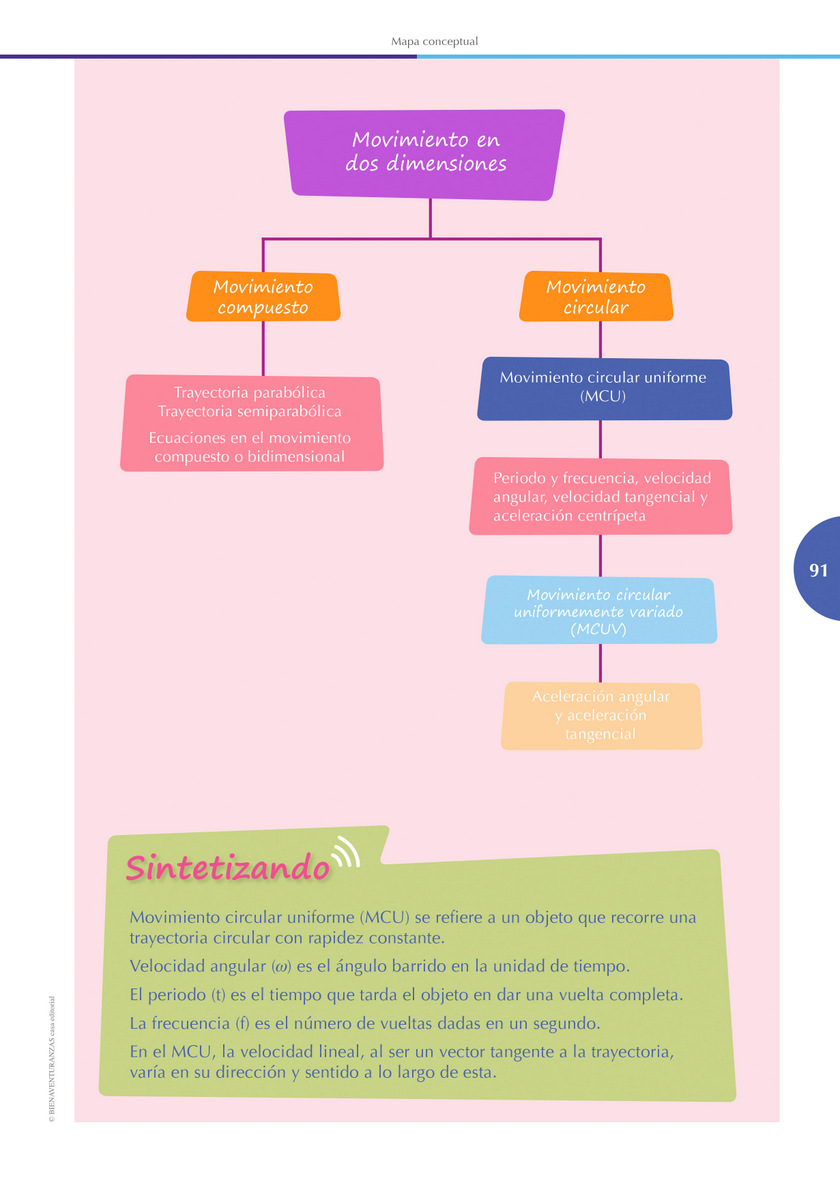 Mapa conceptual
Movimiento en
dos dimensiones
Movimiento
compuesto
Trayectoria parabólica
Trayectoria semiparabólica
Ecuaciones en el movimiento
compuesto o bidimensional
Movimiento
circular
Movimiento circular uniforme
(MCU)
Periodo y frecuencia, velocidad
angular, velocidad tangencial y
aceleración centrípeta
Movimiento circular
uniformemente variado
(MCUV)
Aceleración angular
y aceleración
tangencial
91
Sintetizando
Movimiento circular uniforme (MCU) se refiere a un objeto que recorre una
trayectoria circular con rapidez constante.
Velocidad angular (ω) es el ángulo barrido en la unidad de tiempo.
El periodo (t) es el tiempo que tarda el objeto en dar una vuelta completa.
La frecuencia (f) es el número de vueltas dadas en un segundo.
En el MCU, la velocidad lineal, al ser un vector tangente a la trayectoria,
varía en su dirección y sentido a lo largo de esta.
© BIENAVENTURANZAS casa editorial